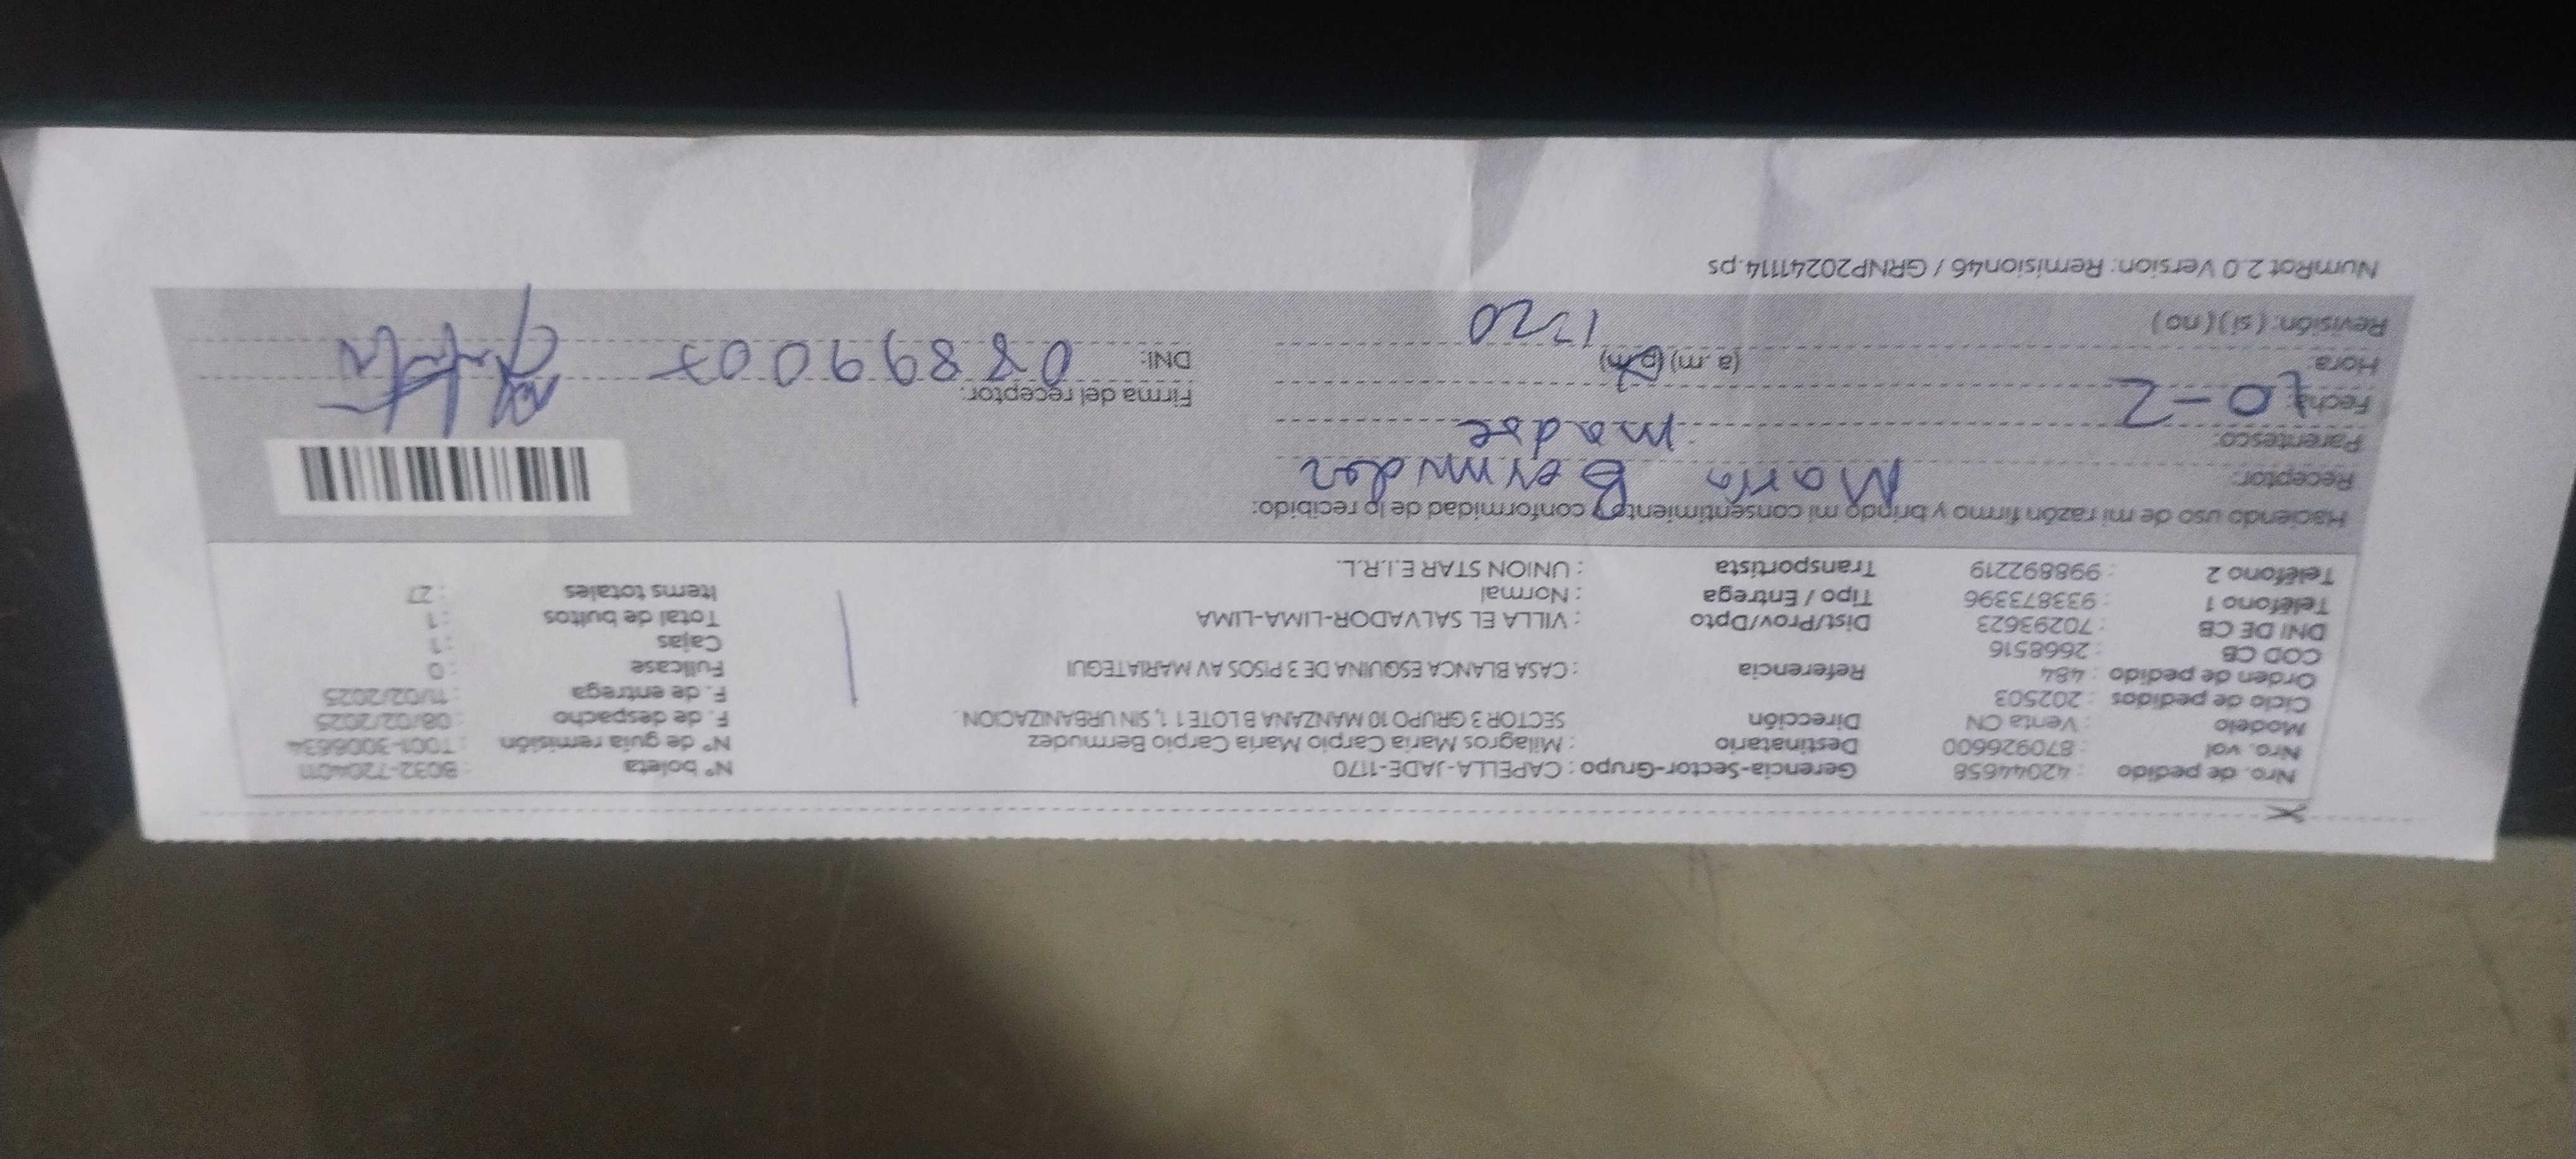 Nro. de pedido : 42044658 Gerencia-Sector-Grupo : CAPELLA-JADE-1170 N° boleta : B032-7204011
Nro. vol : 870926600 Destinatario : Milagros Maria Carpio Maria Carpio Bermudez N° de guia remisión : T001-3006634
Modelo : Venta CN Dirección SECTOR 3 GRUPO 10 MANZANA B LOTE 1 1, SIN URBANIZACION. F. de despacho : 08/02/2025
Ciclo de pedidos : 202503 F. de entrega : 11/02/2025
Orden de pedido : 484 Referencia : CASA BLANCA ESQUINA DE 3 PISOS AV MARIATEGUI Fullcase : 0
COD CB : 2668516 Cajas : 1
DNI DE CB : 70293623 Dist/Prov/Dpto : VILLA EL SALVADOR-LIMA-LIMA Total de bultos : 1
Teléfono 1 : 933873396 Tipo / Entrega : Normal Items totales : 27
Teléfono 2 : 998892219 Transportista : UNION STAR E.I.R.L.
Haciendo uso de mi razón firmo y brindo mi consentimiento y conformidad de lo recibido:
Receptor: Maria Bermudez
Parentesco: madre
Fecha: 10-2 Firma del receptor:
Hora: (a. m) (p. m) 1:20 DNI: 08899007
Revisión: (si) (no)
NumRot 2.0 Version: Remision46 / GRNP20241114.ps